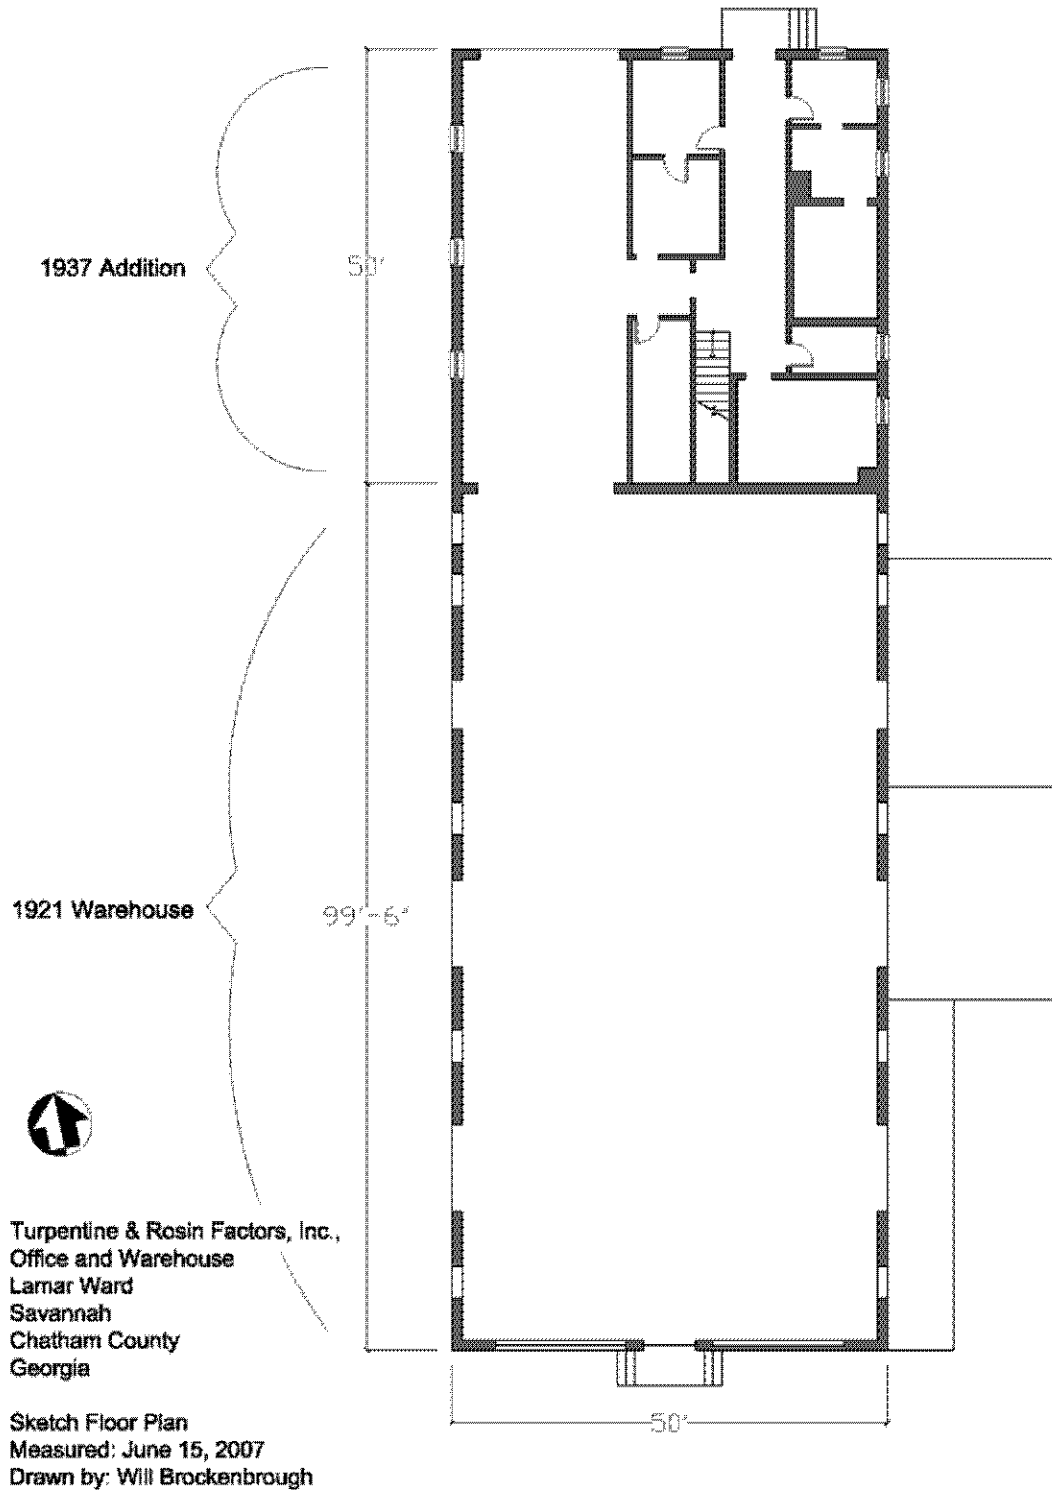 1937 Addition
50'
1921 Warehouse
99'-6"
Turpentine & Rosin Factors, Inc.,
Office and Warehouse
Lamar Ward
Savannah
Chatham County
Georgia
50'
Sketch Floor Plan
Measured: June 15, 2007
Drawn by: Will Brockenbrough